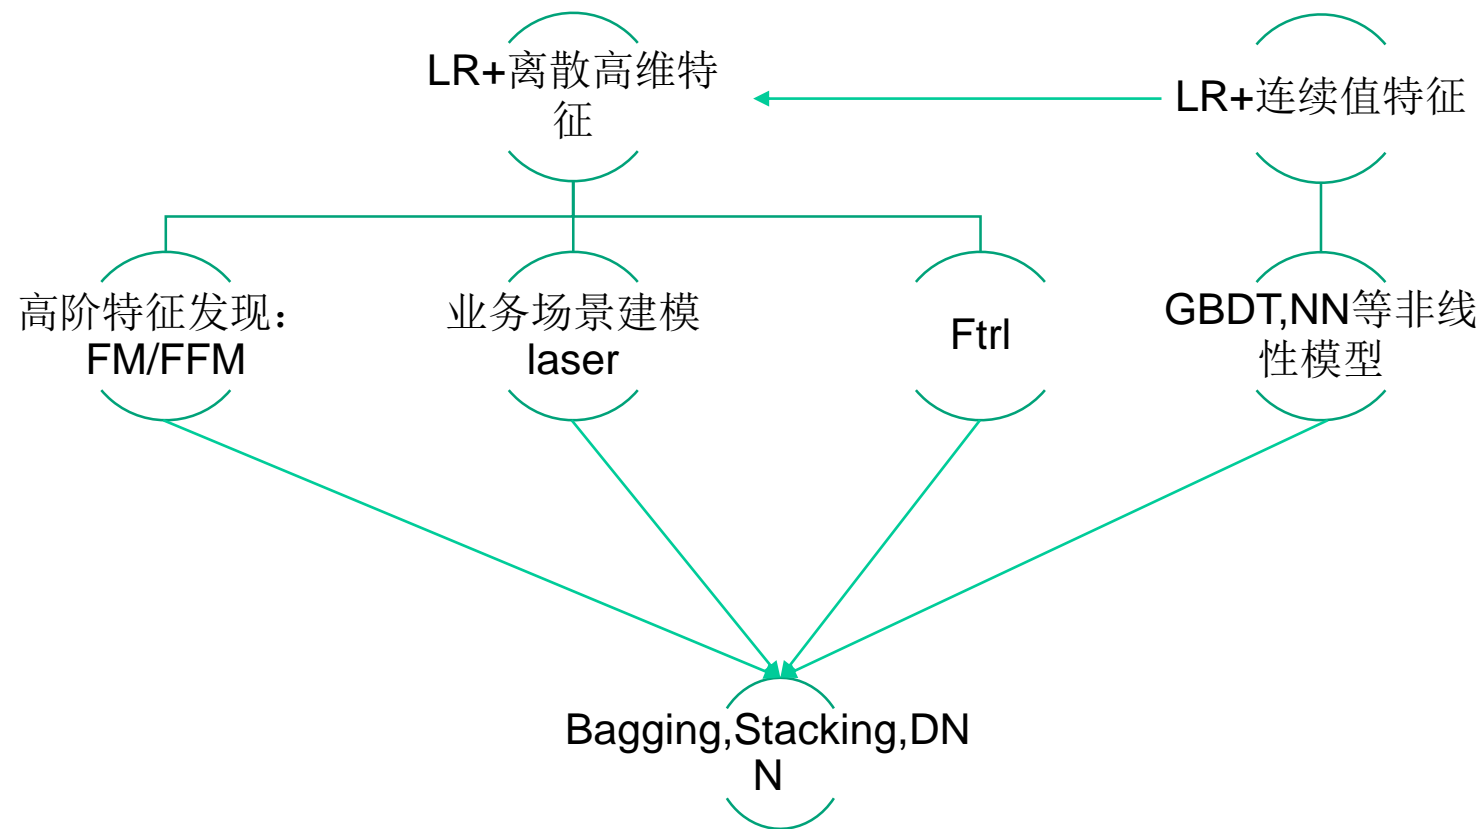 LR+离散高维特
征
LR+连续值特征
高阶特征发现：
FM/FFM
业务场景建模
laser
Ftrl
GBDT,NN等非线
性模型
Bagging,Stacking,DN
N